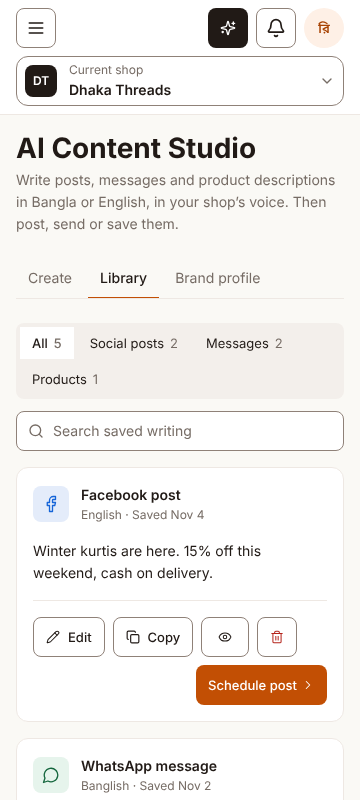 रि
DT
Current shop
Dhaka Threads
AI Content Studio
Write posts, messages and product descriptions
in Bangla or English, in your shop's voice. Then
post, send or save them.
Create Library Brand profile
All 5 Social posts 2 Messages 2
Products 1
Search saved writing
Facebook post
English · Saved Nov 4
Winter kurtis are here. 15% off this
weekend, cash on delivery.
Edit Copy
Schedule post
WhatsApp message
Banglish · Saved Nov 2